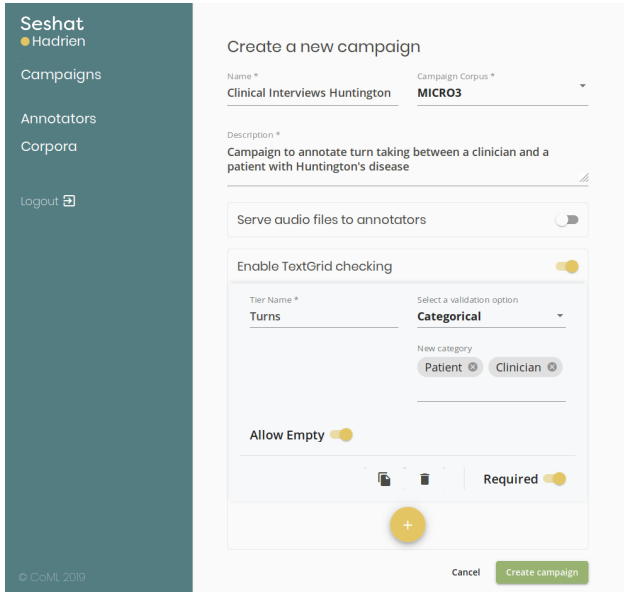 Seshat
Hadrien
Campaigns
Annotators
Corpora
Logout
© CoML 2019
Create a new campaign
Name *
Clinical Interviews Huntington
Campaign Corpus *
MICRO3
Description *
Campaign to annotate turn taking between a clinician and a
patient with Huntington's disease
Serve audio files to annotators
Enable TextGrid checking
Tier Name *
Turns
Select a validation option
Categorical
New category
Patient
Clinician
Allow Empty
Required
+
Cancel
Create campaign